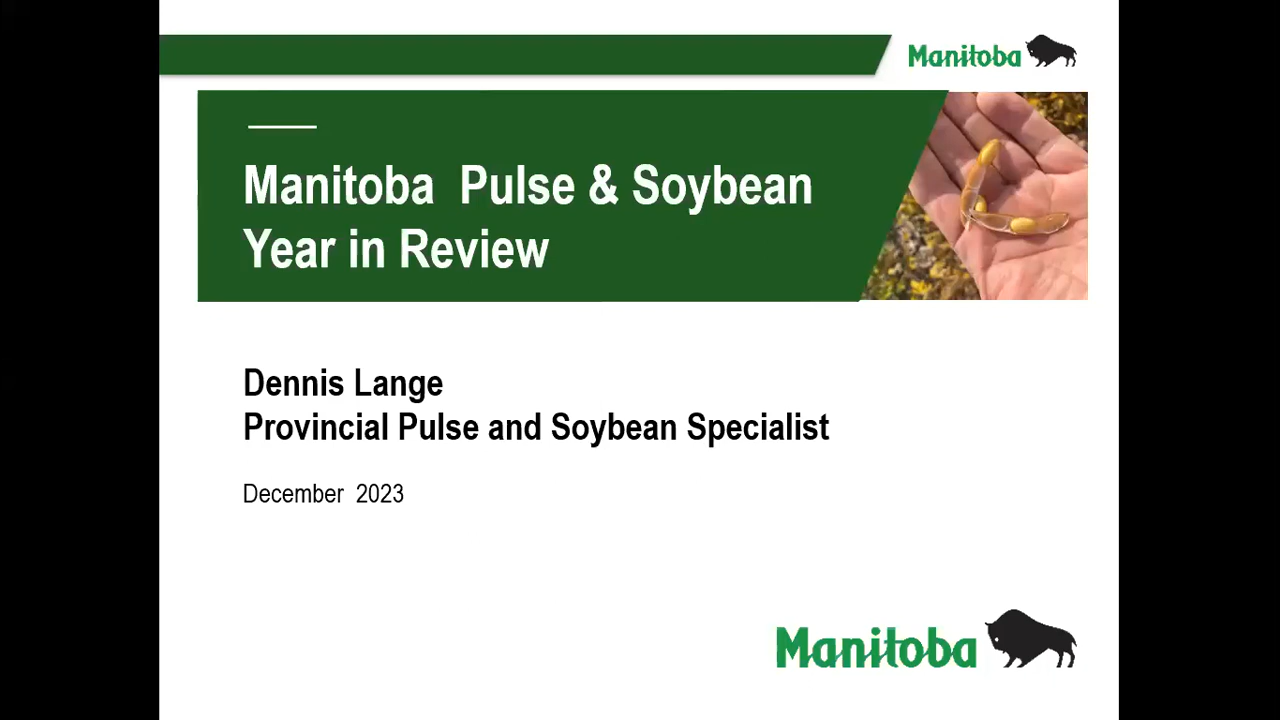 Manitoba
Manitoba Pulse & Soybean
Year in Review
Dennis Lange
Provincial Pulse and Soybean Specialist
December 2023
Manitoba